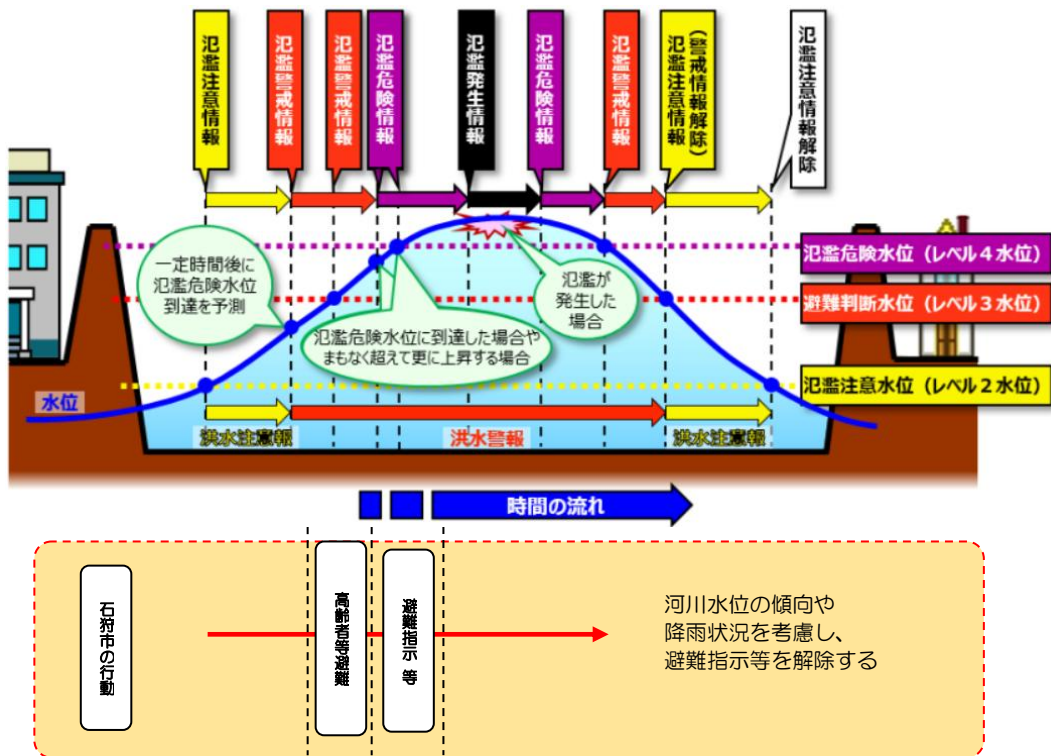 氾濫注意情報
氾濫警戒情報
氾濫警戒情報
氾濫危険情報
氾濫発生情報
氾濫危険情報
氾濫警戒情報
氾濫注意情報
(警戒情報解除)
氾濫注意情報解除
一定時間後に
氾濫危険水位
到達を予測
氾濫が
発生した
場合
氾濫危険水位に到達した場合や
まもなく超えて更に上昇する場合
氾濫危険水位（レベル４水位）
避難判断水位（レベル３水位）
氾濫注意水位（レベル２水位）
水位
洪水注意報
洪水警報
洪水注意報
時間の流れ
石狩市の行動
高齢者等避難
避難指示 等
河川水位の傾向や
降雨状況を考慮し、
避難指示等を解除する